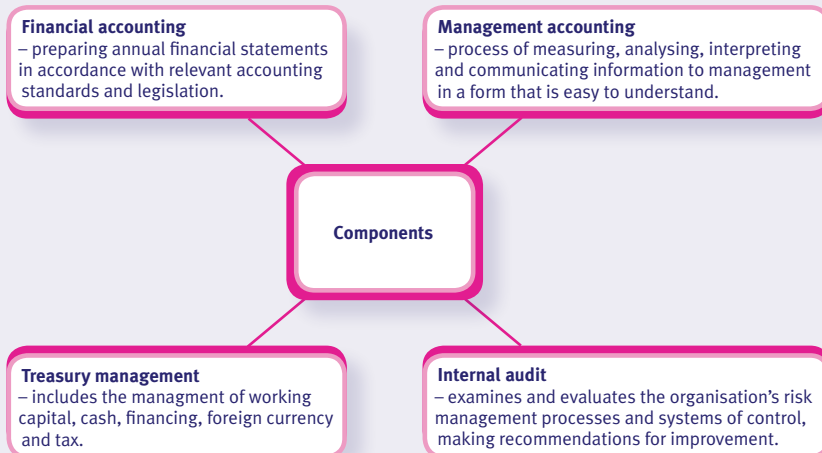 Financial accounting
– preparing annual financial statements
in accordance with relevant accounting
standards and legislation.
Management accounting
– process of measuring, analysing, interpreting
and communicating information to management
in a form that is easy to understand.
Components
Treasury management
– includes the managment of working
capital, cash, financing, foreign currency
and tax.
Internal audit
– examines and evaluates the organisation’s risk
management processes and systems of control,
making recommendations for improvement.